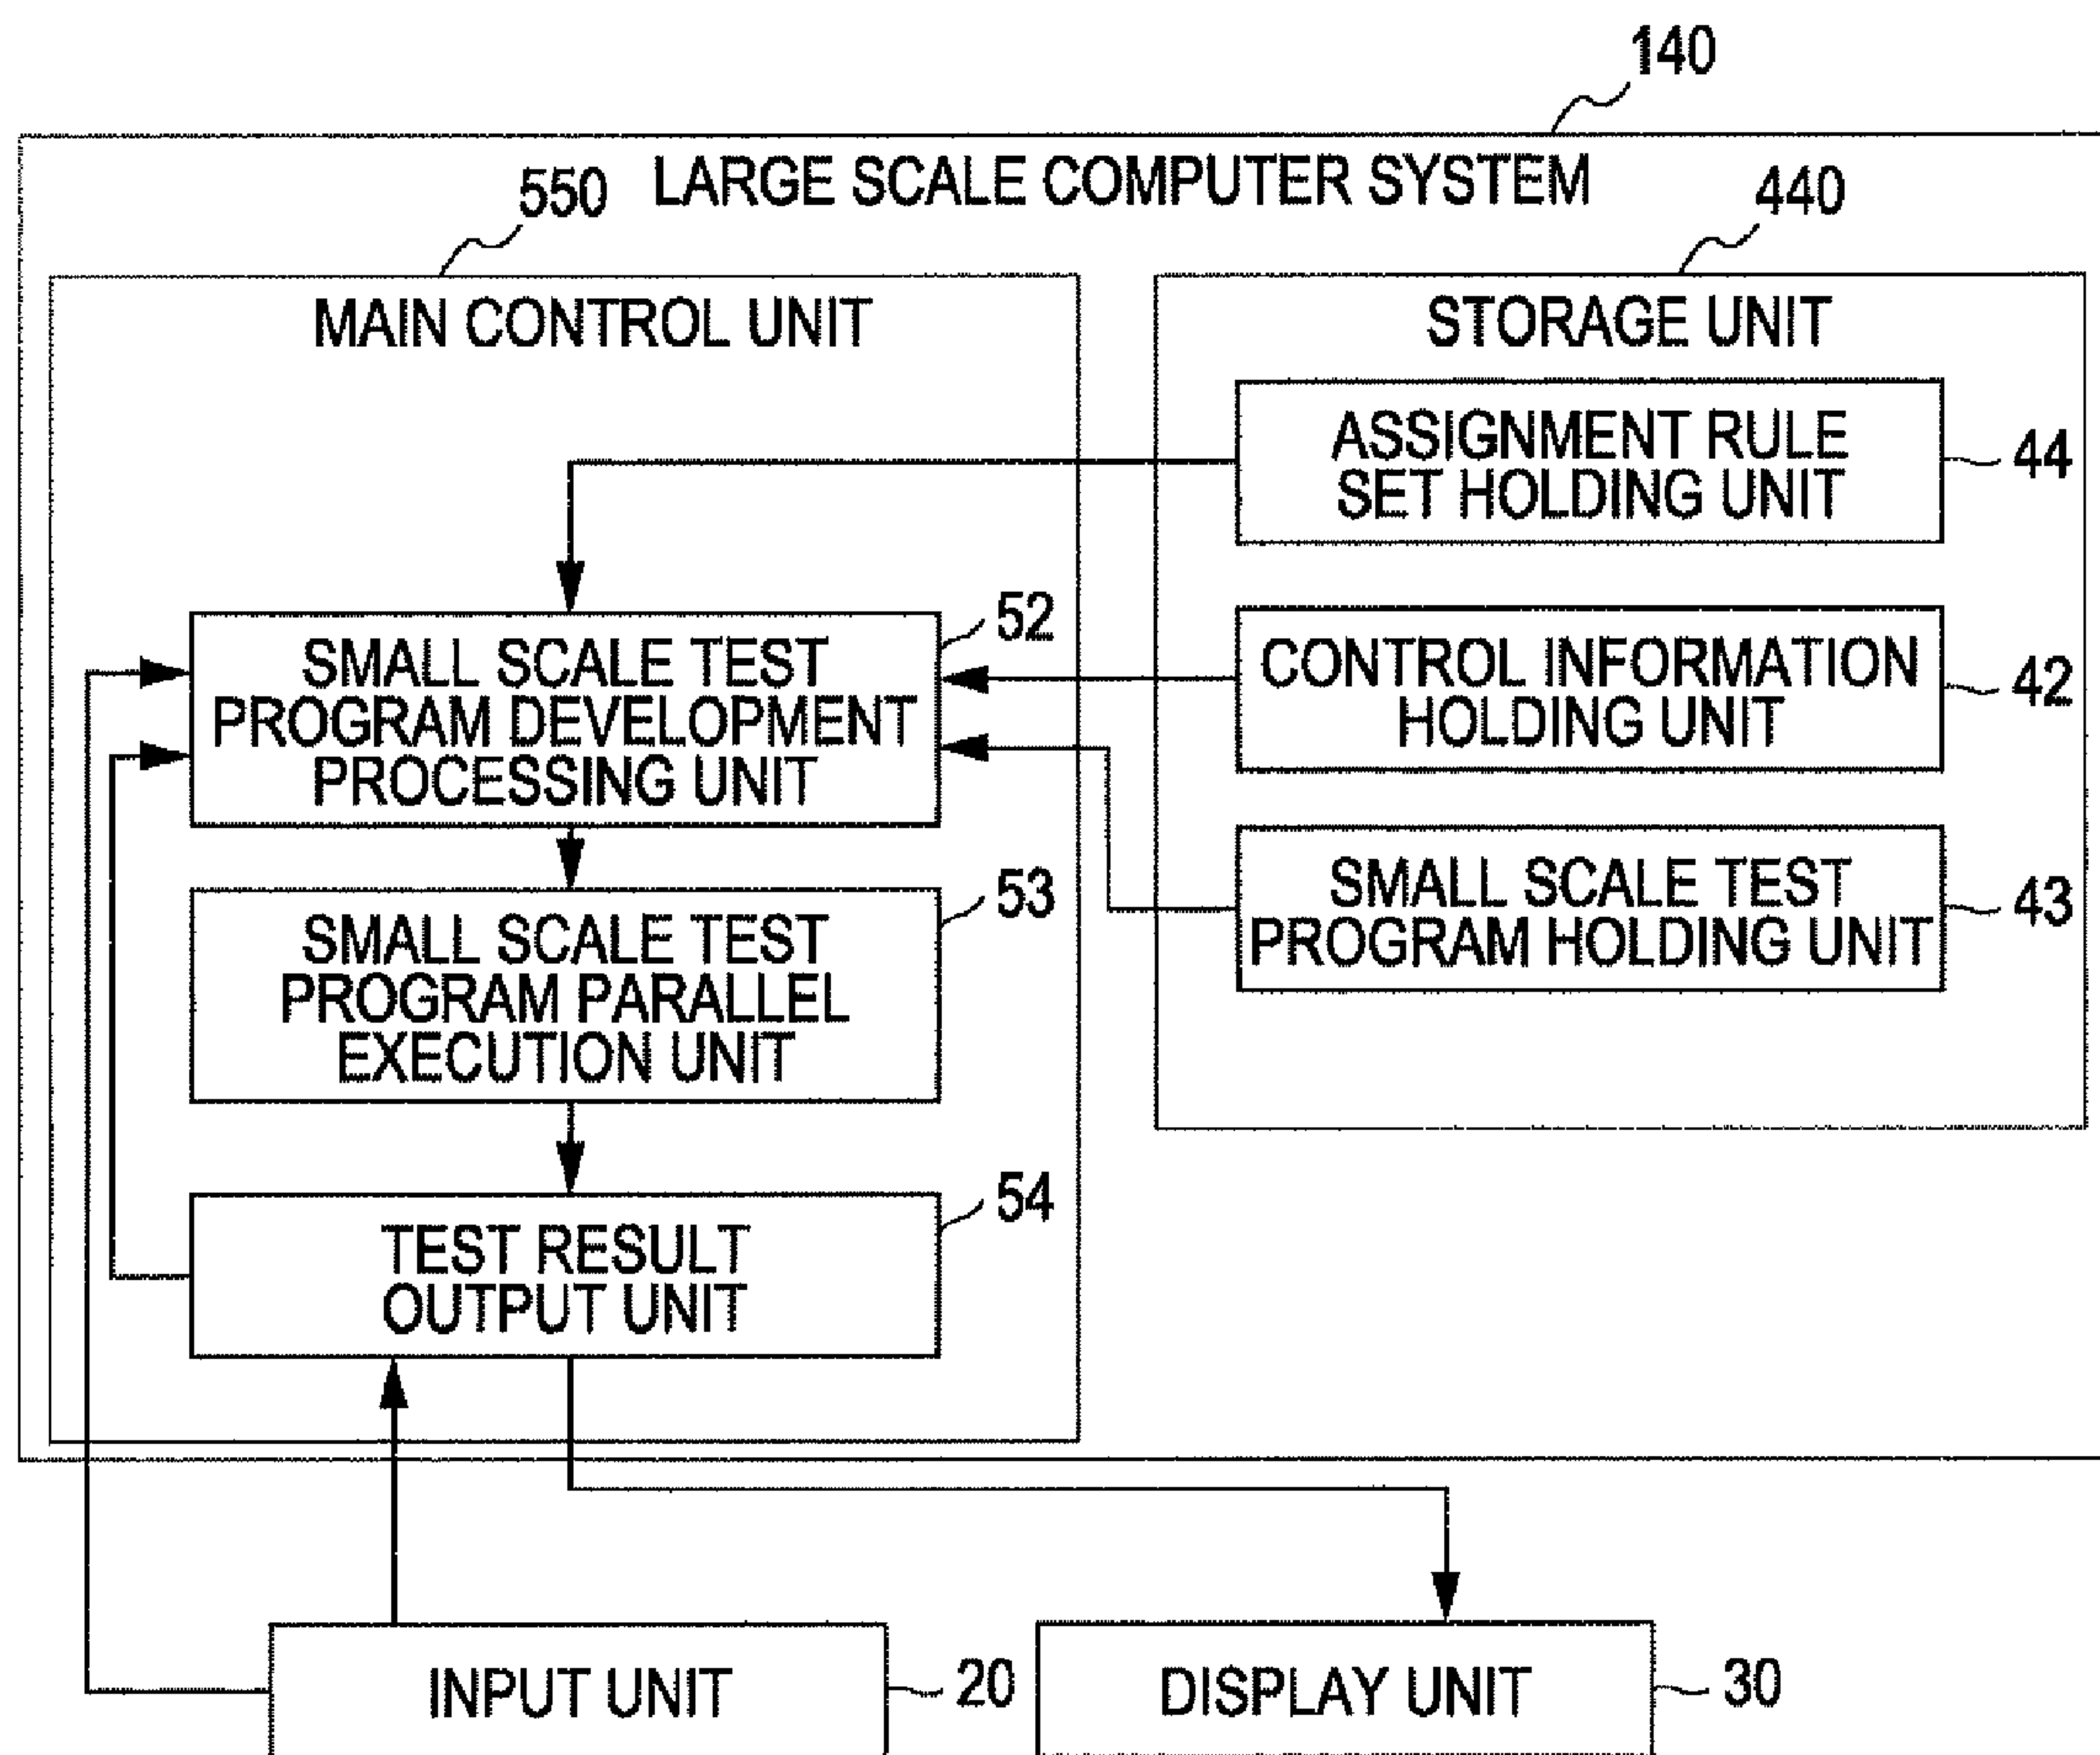 140
LARGE SCALE COMPUTER SYSTEM
550
440
MAIN CONTROL UNIT
STORAGE UNIT
ASSIGNMENT RULE
SET HOLDING UNIT
44
52
SMALL SCALE TEST
PROGRAM DEVELOPMENT
PROCESSING UNIT
CONTROL INFORMATION
HOLDING UNIT
42
53
SMALL SCALE TEST
PROGRAM PARALLEL
EXECUTION UNIT
SMALL SCALE TEST
PROGRAM HOLDING UNIT
43
54
TEST RESULT
OUTPUT UNIT
INPUT UNIT
20
DISPLAY UNIT
30